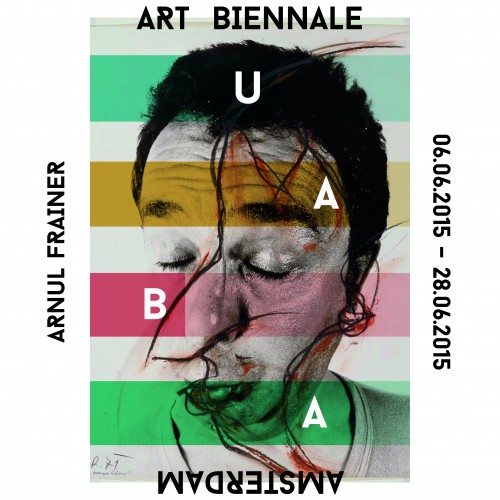 ART BIENNALE
U
A
B
A
ARNUL FRAINER
06.06.2015 – 28.06.2015
AMSTERDAM